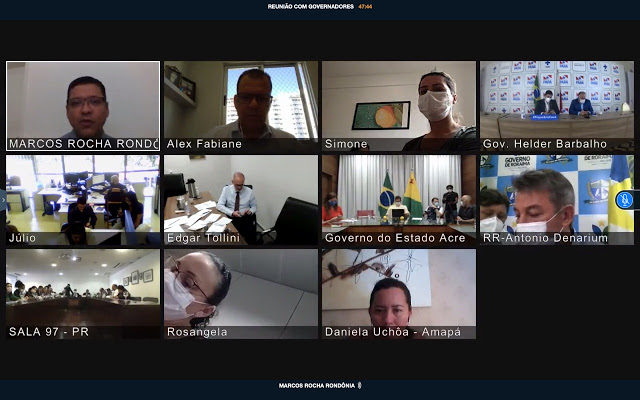 REUNIÃO COM GOVERNADORES 47:44
MARCOS ROCHA RONDÔ
Alex Fabiane
Simone
Gov. Helder Barbalho
Júlio
Edgar Tollini
Governo do Estado Acre
GOVERNO
DE RORAIMA
RR-Antonio Denarium
SALA 97 - PR
Rosangela
Daniela Uchôa - Amapá
MARCOS ROCHA RONDÔNIA